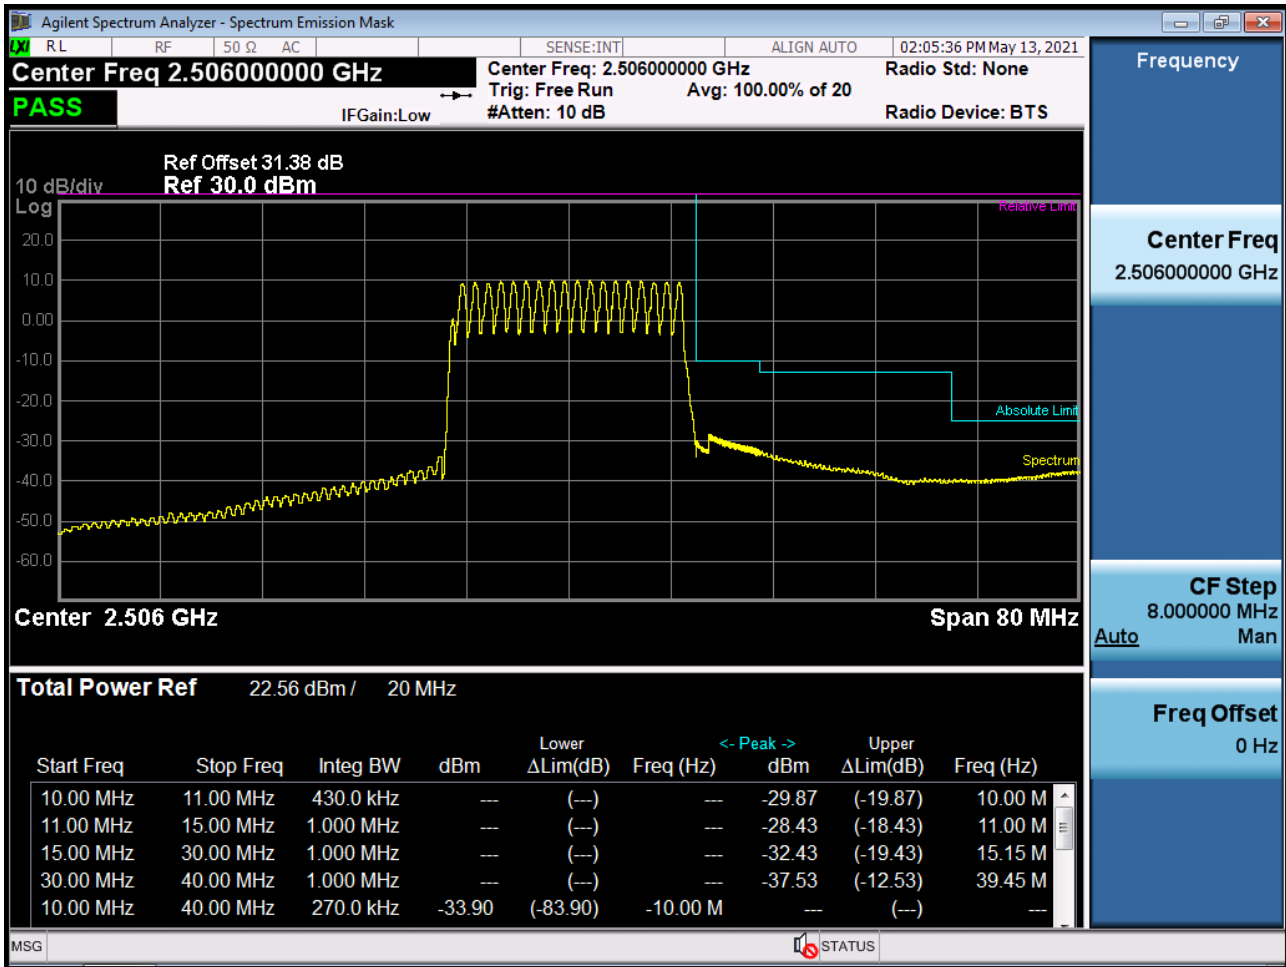 Agilent Spectrum Analyzer - Spectrum Emission Mask
LXI RL RF 50 Ω AC SENSE:INT ALIGN AUTO 02:05:36 PM May 13, 2021
Center Freq 2.506000000 GHz Center Freq: 2.506000000 GHz Radio Std: None
Trig: Free Run Avg: 100.00% of 20
PASS IFGain:Low #Atten: 10 dB Radio Device: BTS
Ref Offset 31.38 dB
10 dB/div Ref 30.0 dBm
Log
Relative Limit
20.0
10.0
0.00
-10.0
-20.0
Absolute Limit
-30.0
Spectrum
-40.0
-50.0
-60.0
Center 2.506 GHz Span 80 MHz
Total Power Ref 22.56 dBm / 20 MHz
Lower <- Peak -> Upper
Start Freq Stop Freq Integ BW dBm ΔLim(dB) Freq (Hz) dBm ΔLim(dB) Freq (Hz)
10.00 MHz 11.00 MHz 430.0 kHz --- (---) --- -29.87 (-19.87) 10.00 M
11.00 MHz 15.00 MHz 1.000 MHz --- (---) --- -28.43 (-18.43) 11.00 M
15.00 MHz 30.00 MHz 1.000 MHz --- (---) --- -32.43 (-19.43) 15.15 M
30.00 MHz 40.00 MHz 1.000 MHz --- (---) --- -37.53 (-12.53) 39.45 M
10.00 MHz 40.00 MHz 270.0 kHz -33.90 (-83.90) -10.00 M --- (---) ---
MSG STATUS
Frequency
Center Freq
2.506000000 GHz
CF Step
8.000000 MHz
Auto Man
Freq Offset
0 Hz